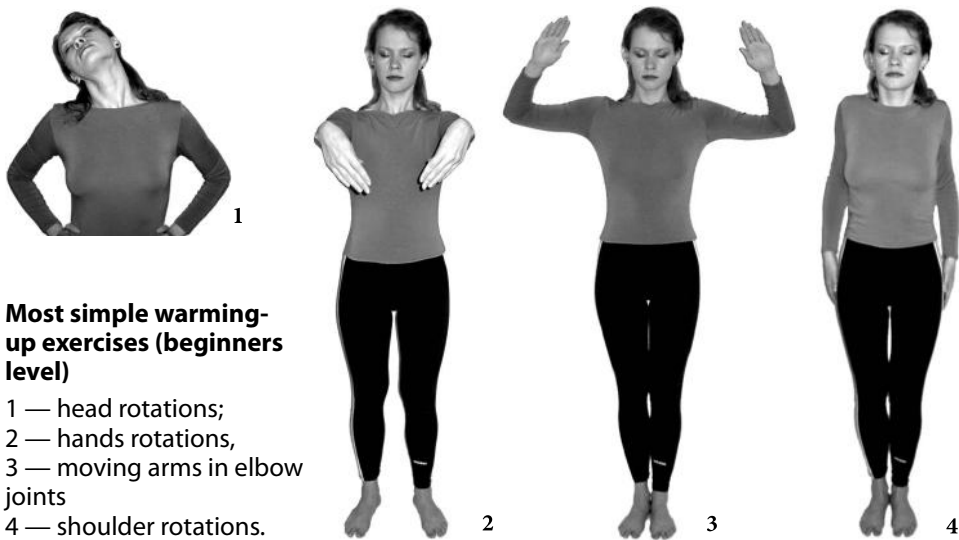 1
Most simple warming-
up exercises (beginners
level)
1 — head rotations;
2 — hands rotations,
3 — moving arms in elbow
joints
4 — shoulder rotations.
2
3
4